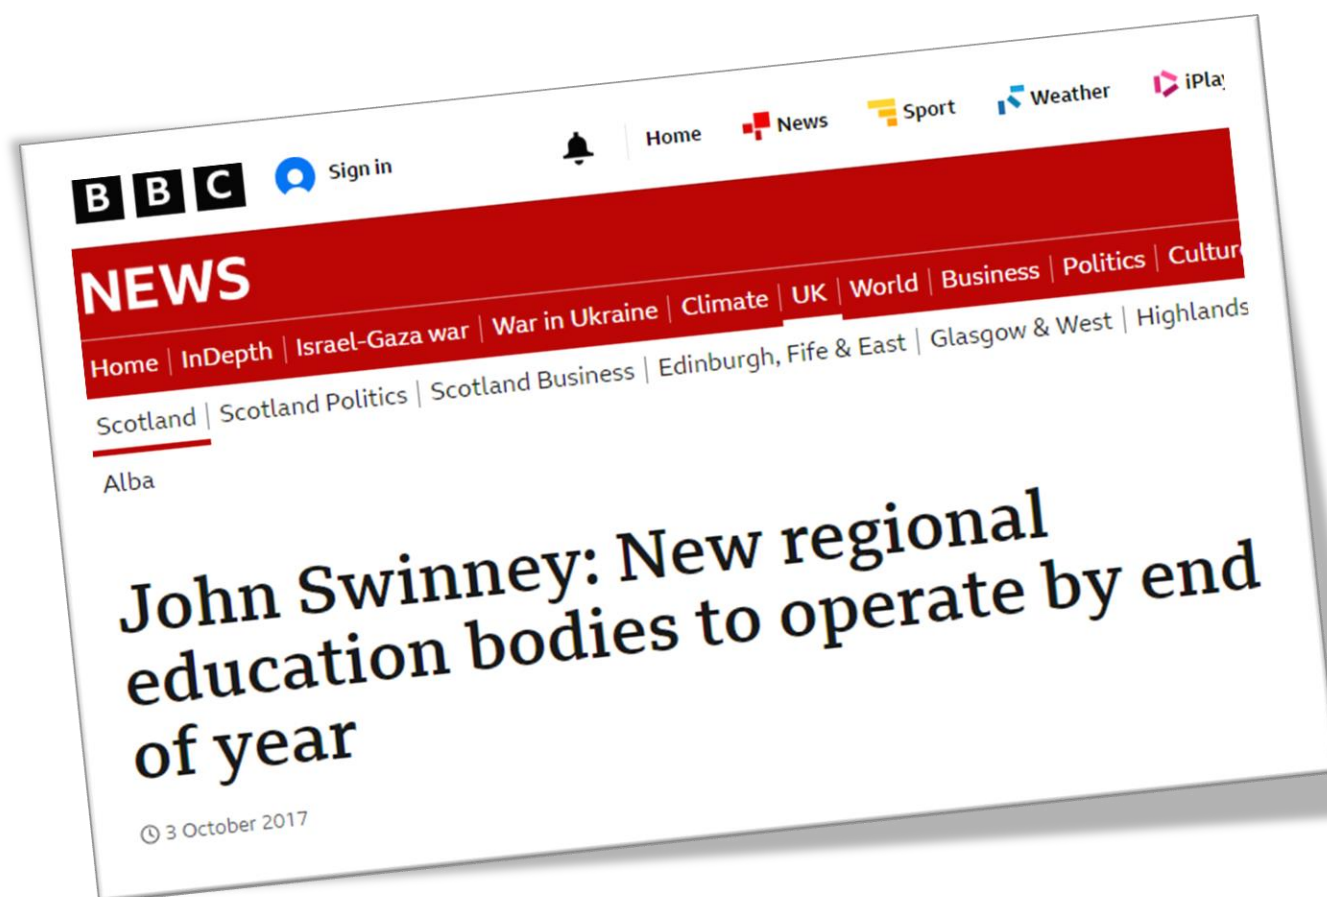 BBC Sign in Home News Sport Weather iPlay
NEWS
Home | InDepth | Israel-Gaza war | War in Ukraine | Climate | UK | World | Business | Politics | Culture
Scotland | Scotland Politics | Scotland Business | Edinburgh, Fife & East | Glasgow & West | Highlands
Alba
John Swinney: New regional
education bodies to operate by end
of year
3 October 2017